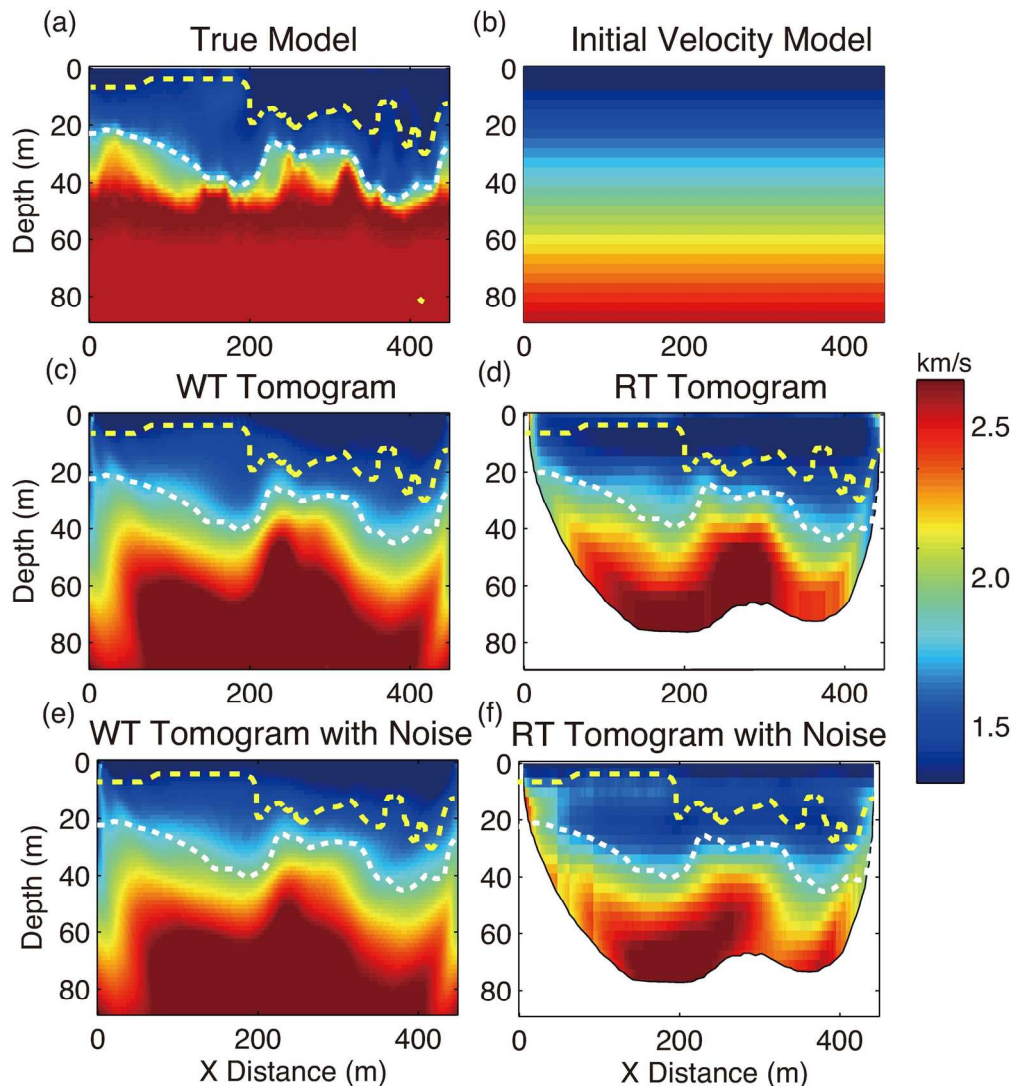 (a)
True Model
(b)
Initial Velocity Model
0
20
40
60
80
Depth (m)
0
200
400
0
20
40
60
80
0
200
400
(c)
WT Tomogram
(d)
RT Tomogram
km/s
0
20
40
60
80
Depth (m)
0
200
400
0
20
40
60
80
0
200
400
2.5
2.0
1.5
(e)
WT Tomogram with Noise
(f)
RT Tomogram with Noise
0
20
40
60
80
Depth (m)
0
200
400
X Distance (m)
0
20
40
60
80
0
200
400
X Distance (m)